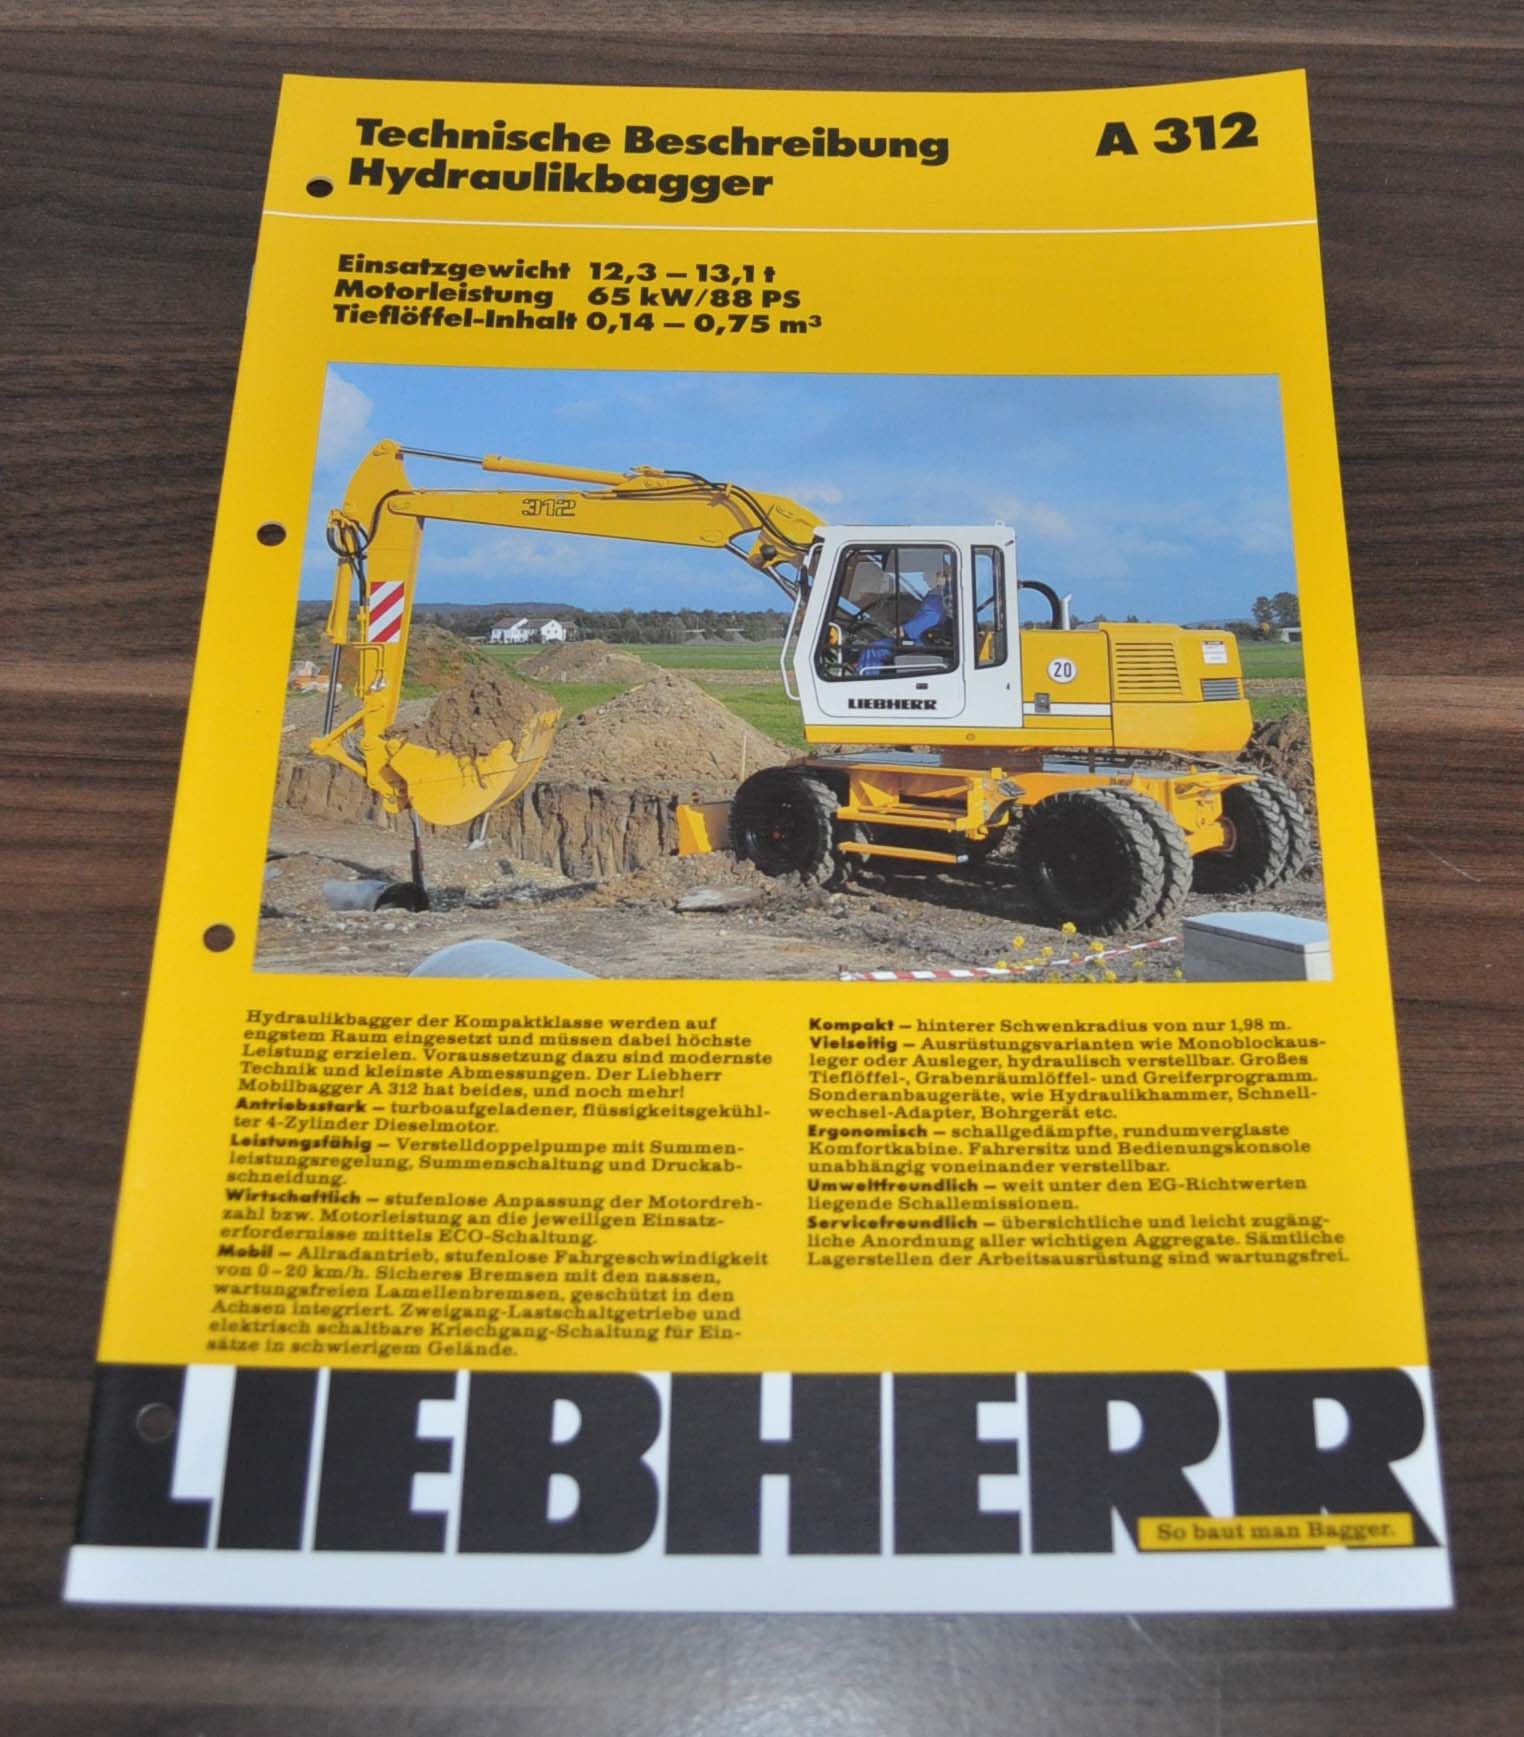 Technische Beschreibung
Hydraulikbagger
A 312
Einsatzgewicht 12,3 – 13,1 t
Motorleistung 65 kW/88 PS
Tieflöffel-Inhalt 0,14 – 0,75 m³
312
LIEBHERR
20
Hydraulikbagger der Kompaktklasse werden auf
engstem Raum eingesetzt und müssen dabei höchste
Leistung erzielen. Voraussetzung dazu sind modernste
Technik und kleinste Abmessungen. Der Liebherr
Mobilbagger A 312 hat beides, und noch mehr!
Antriebsstark – turboaufgeladener, flüssigkeitsgekühl-
ter 4-Zylinder Dieselmotor.
Leistungsfähig – Verstelldoppelpumpe mit Summen-
leistungsregelung, Summenschaltung und Druckab-
schneidung.
Wirtschaftlich – stufenlose Anpassung der Motordreh-
zahl bzw. Motorleistung an die jeweiligen Einsatz-
erfordernisse mittels ECO-Schaltung.
Mobil – Allradantrieb, stufenlose Fahrgeschwindigkeit
von 0–20 km/h. Sicheres Bremsen mit den nassen,
wartungsfreien Lamellenbremsen, geschützt in den
Achsen integriert. Zweigang-Lastschaltgetriebe und
elektrisch schaltbare Kriechgang-Schaltung für Ein-
sätze in schwierigem Gelände.
Kompakt – hinterer Schwenkradius von nur 1,98 m.
Vielseitig – Ausrüstungsvarianten wie Monoblockaus-
leger oder Ausleger, hydraulisch verstellbar. Großes
Tieflöffel-, Grabenräumlöffel- und Greiferprogramm.
Sonderanbaugeräte, wie Hydraulikhammer, Schnell-
wechsel-Adapter, Bohrgerät etc.
Ergonomisch – schallgedämpfte, rundumverglaste
Komfortkabine. Fahrersitz und Bedienungskonsole
unabhängig voneinander verstellbar.
Umweltfreundlich – weit unter den EG-Richtwerten
liegende Schallemissionen.
Servicefreundlich – übersichtliche und leicht zugäng-
liche Anordnung aller wichtigen Aggregate. Sämtliche
Lagerstellen der Arbeitsausrüstung sind wartungsfrei.
LIEBHERR
So baut man Bagger.